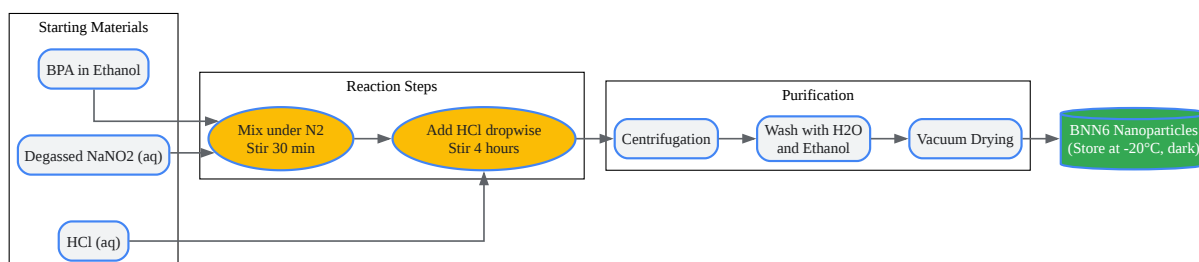 Starting Materials
BPA in Ethanol
Degassed NaNO2 (aq)
HCl (aq)
Reaction Steps
Mix under N2
Stir 30 min
Add HCl dropwise
Stir 4 hours
Purification
Centrifugation
Wash with H2O
and Ethanol
Vacuum Drying
BNN6 Nanoparticles
(Store at -20°C, dark)